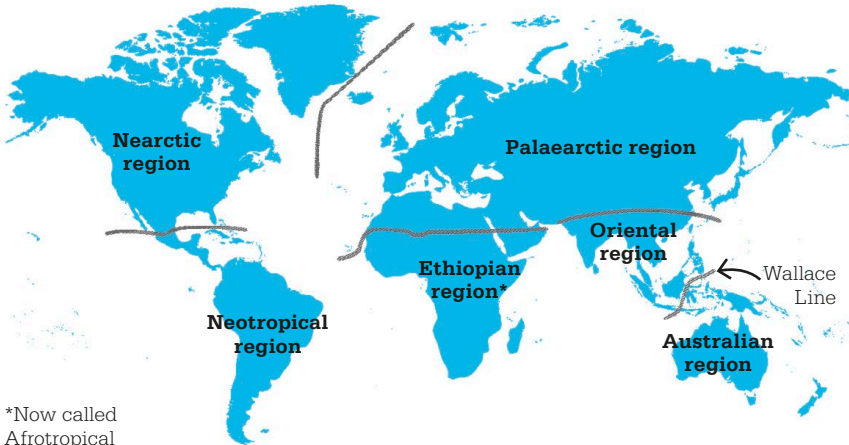 Nearctic
region
Palaearctic region
Oriental
region
Ethiopian
region*
Wallace
Line
Neotropical
region
Australian
region
*Now called
Afrotropical